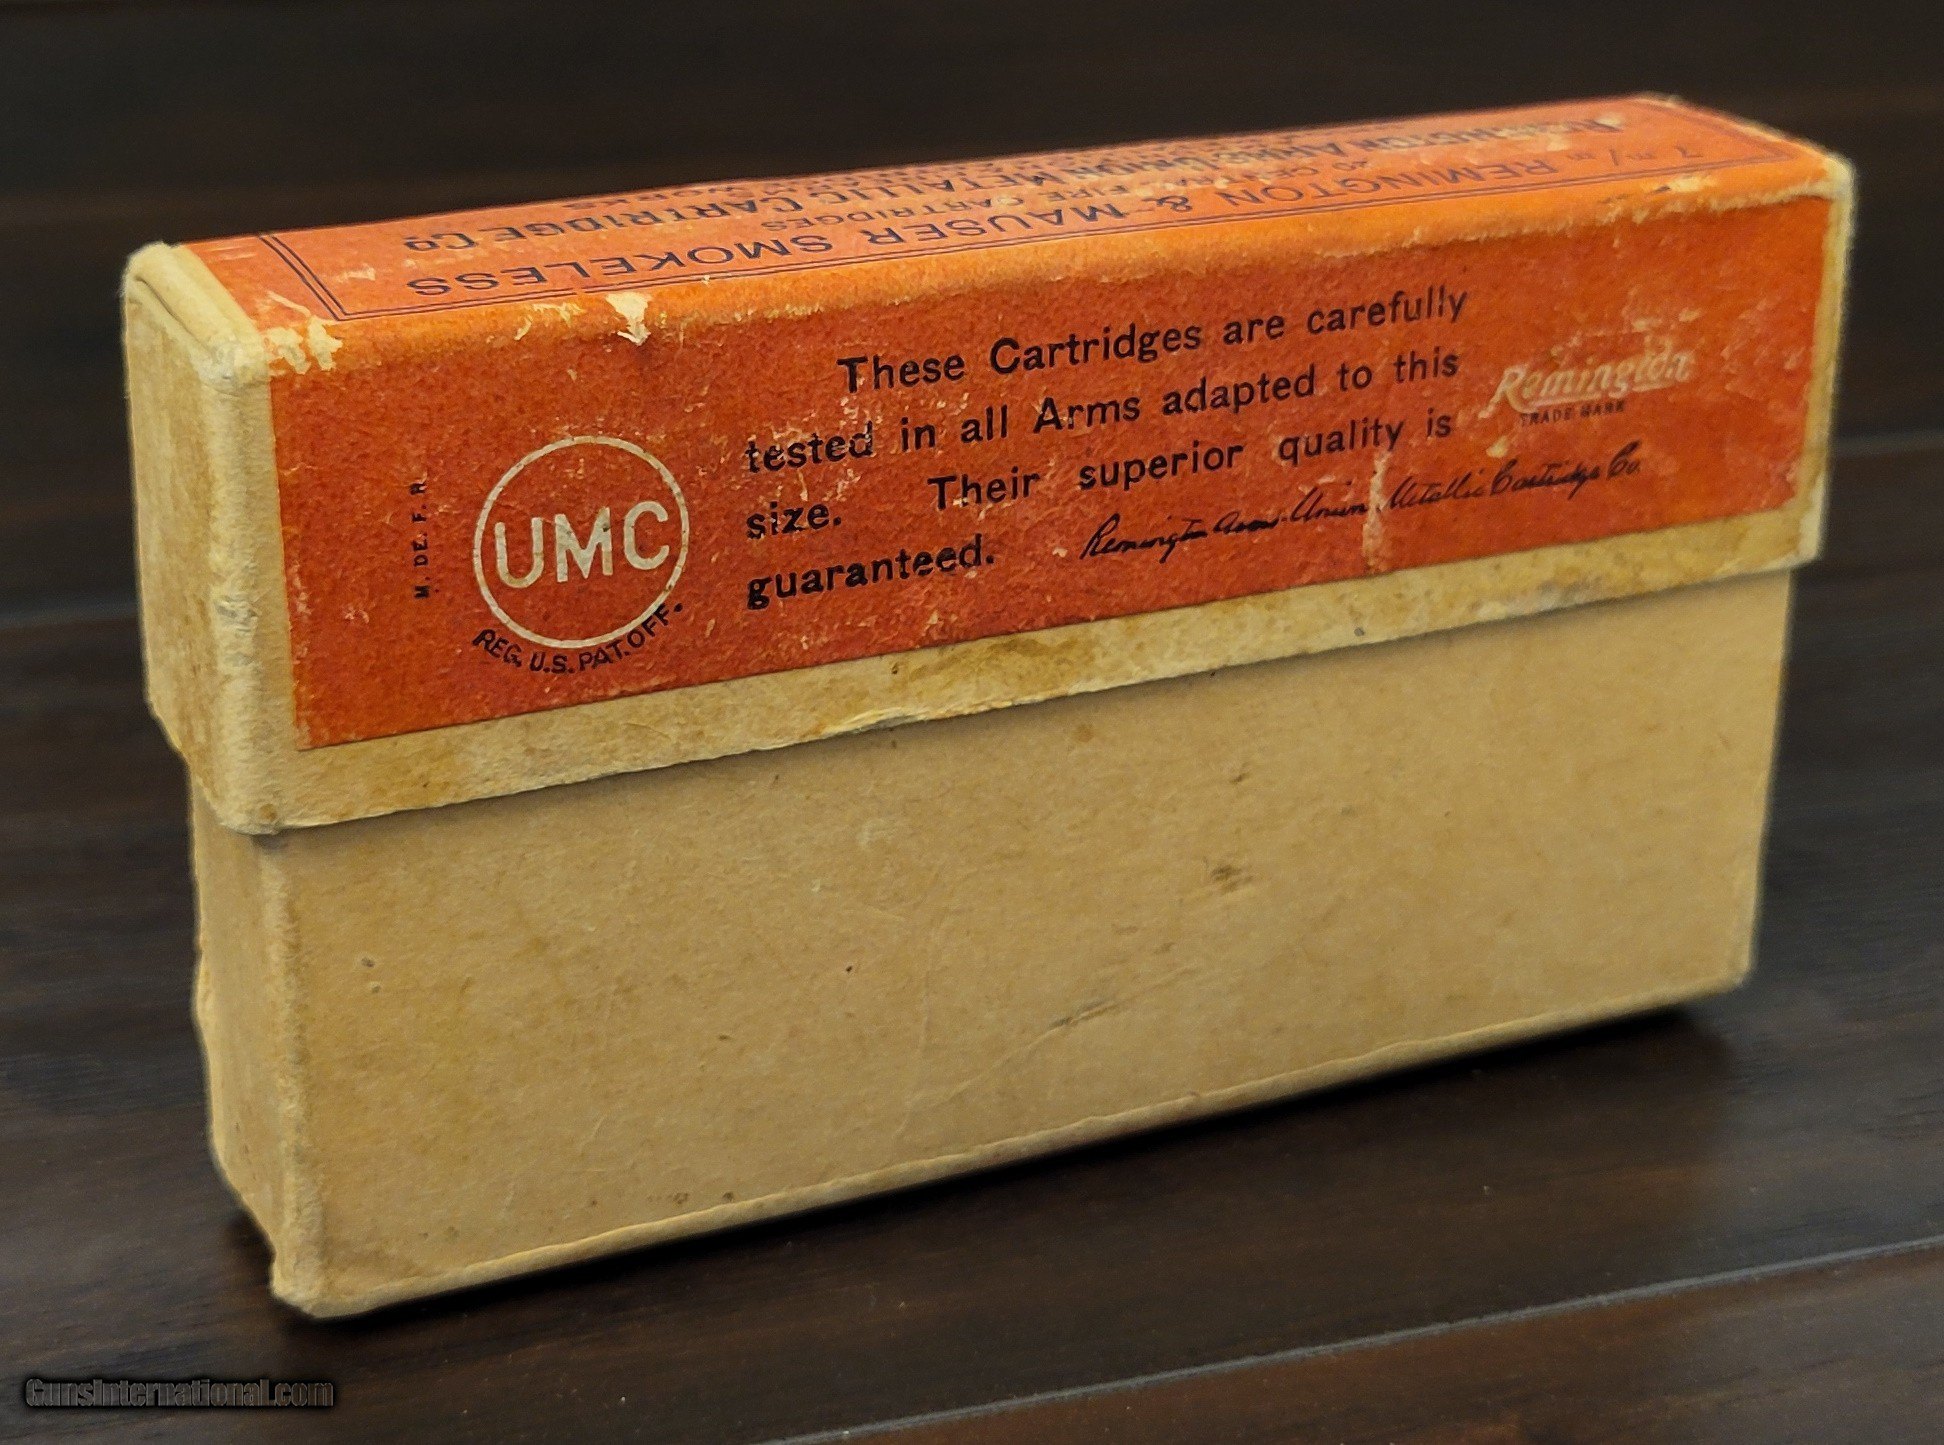 7 m/m REMINGTON & MAUSER SMOKELESS
20 CENTRAL FIRE CARTRIDGES
REMINGTON ARMS UNION METALLIC CARTRIDGE CO
These Cartridges are carefully
tested in all Arms adapted to this
size. Their superior quality is
guaranteed.
Remington Arms-Union Metallic Cartridge Co.
M. DE. F. R.
UMC
REG. U.S. PAT. OFF.
Remington
TRADE MARK
GunsInternational.com